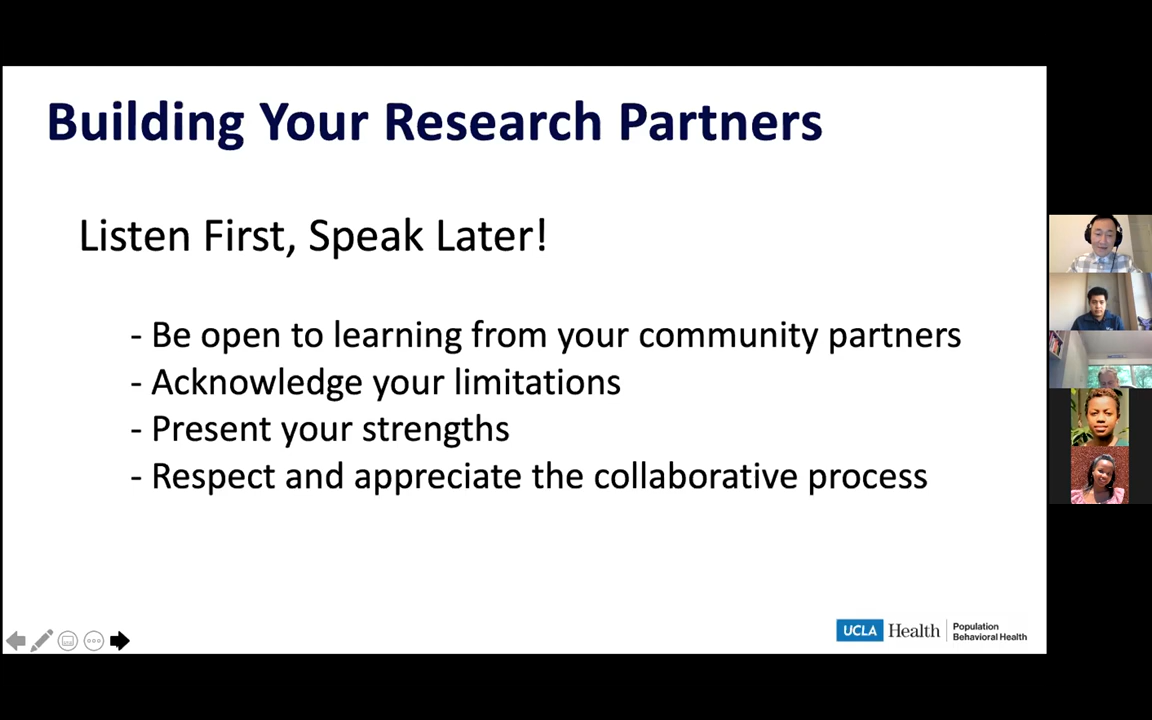 Building Your Research Partners
Listen First, Speak Later!
- Be open to learning from your community partners
- Acknowledge your limitations
- Present your strengths
- Respect and appreciate the collaborative process
UCLA Health
Population
Behavioral Health